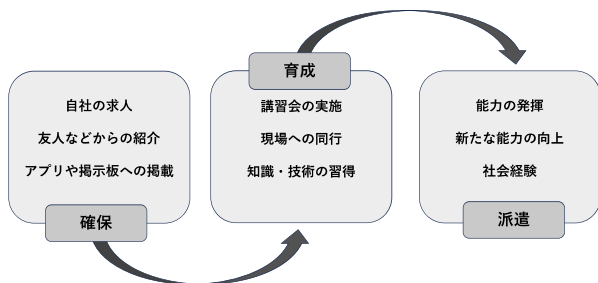 自社の求人
友人などからの紹介
アプリや掲示板への掲載
確保
育成
講習会の実施
現場への同行
知識・技術の習得
能力の発揮
新たな能力の向上
社会経験
派遣